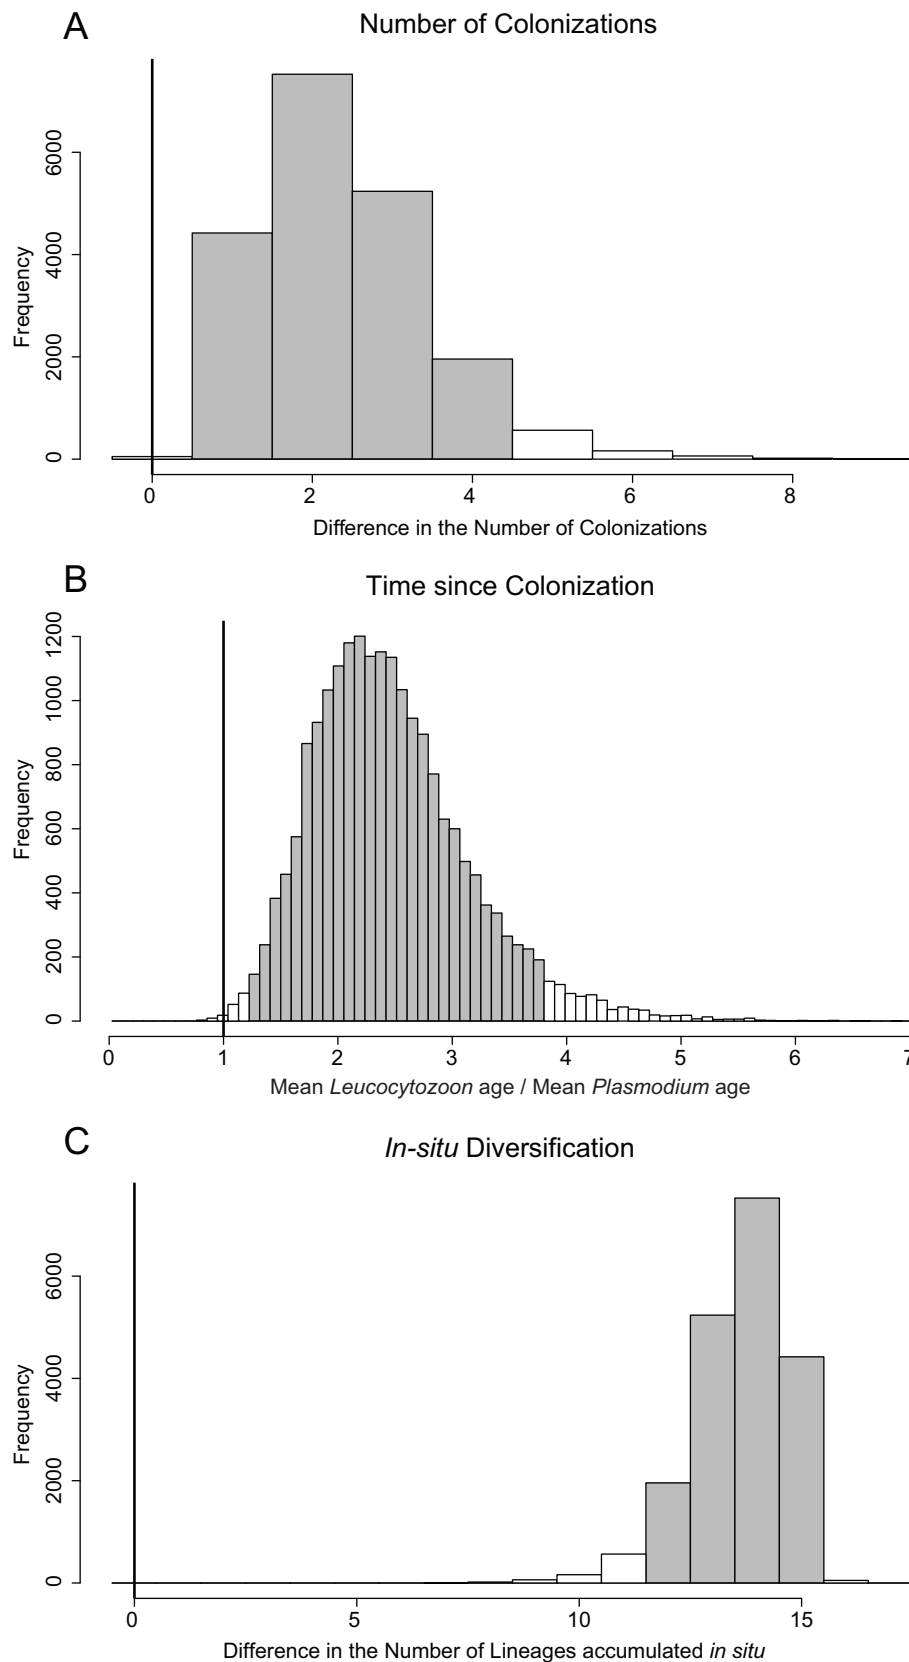 A
Number of Colonizations
Frequency
6000
4000
2000
0
0 2 4 6 8
Difference in the Number of Colonizations
B
Time since Colonization
Frequency
1200
1000
800
600
400
200
0
0 1 2 3 4 5 6 7
Mean Leucocytozoon age / Mean Plasmodium age
C
In-situ Diversification
Frequency
6000
4000
2000
0
0 5 10 15
Difference in the Number of Lineages accumulated in situ